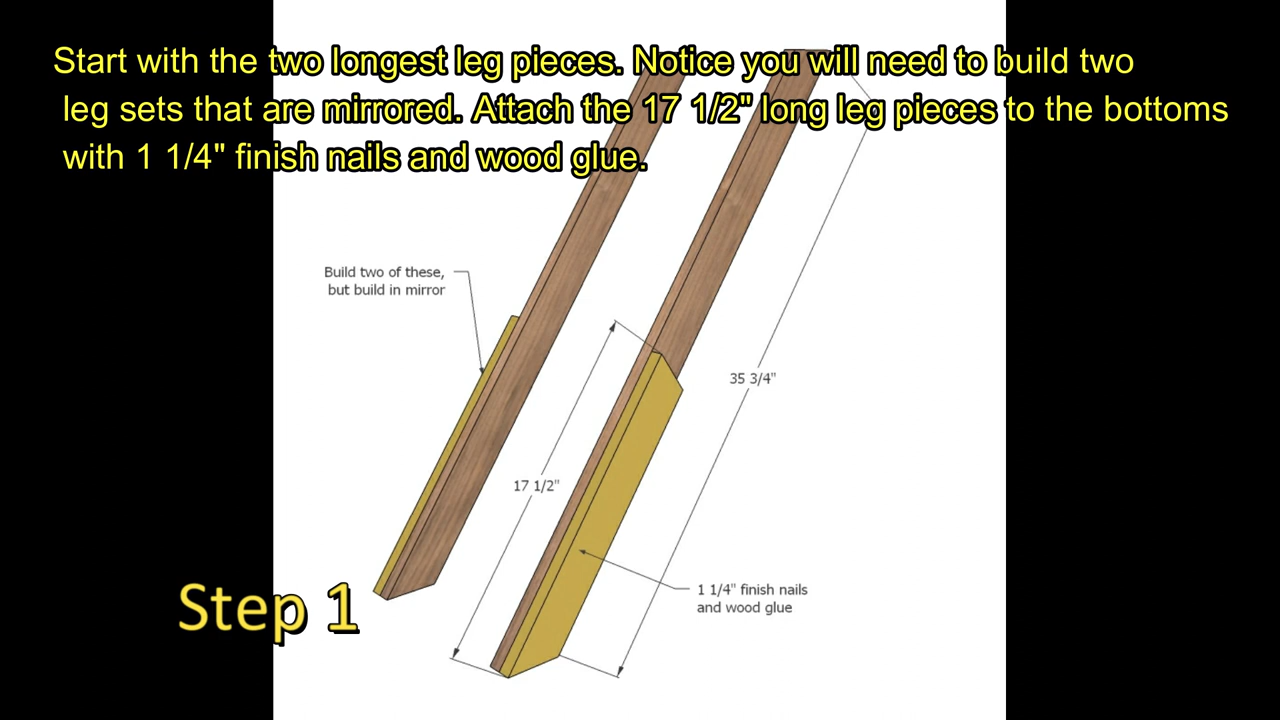 Start with the two longest leg pieces. Notice you will need to build two
leg sets that are mirrored. Attach the 17 1/2" long leg pieces to the bottoms
with 1 1/4" finish nails and wood glue.
Build two of these,
but build in mirror
35 3/4"
17 1/2"
1 1/4" finish nails
and wood glue
Step 1